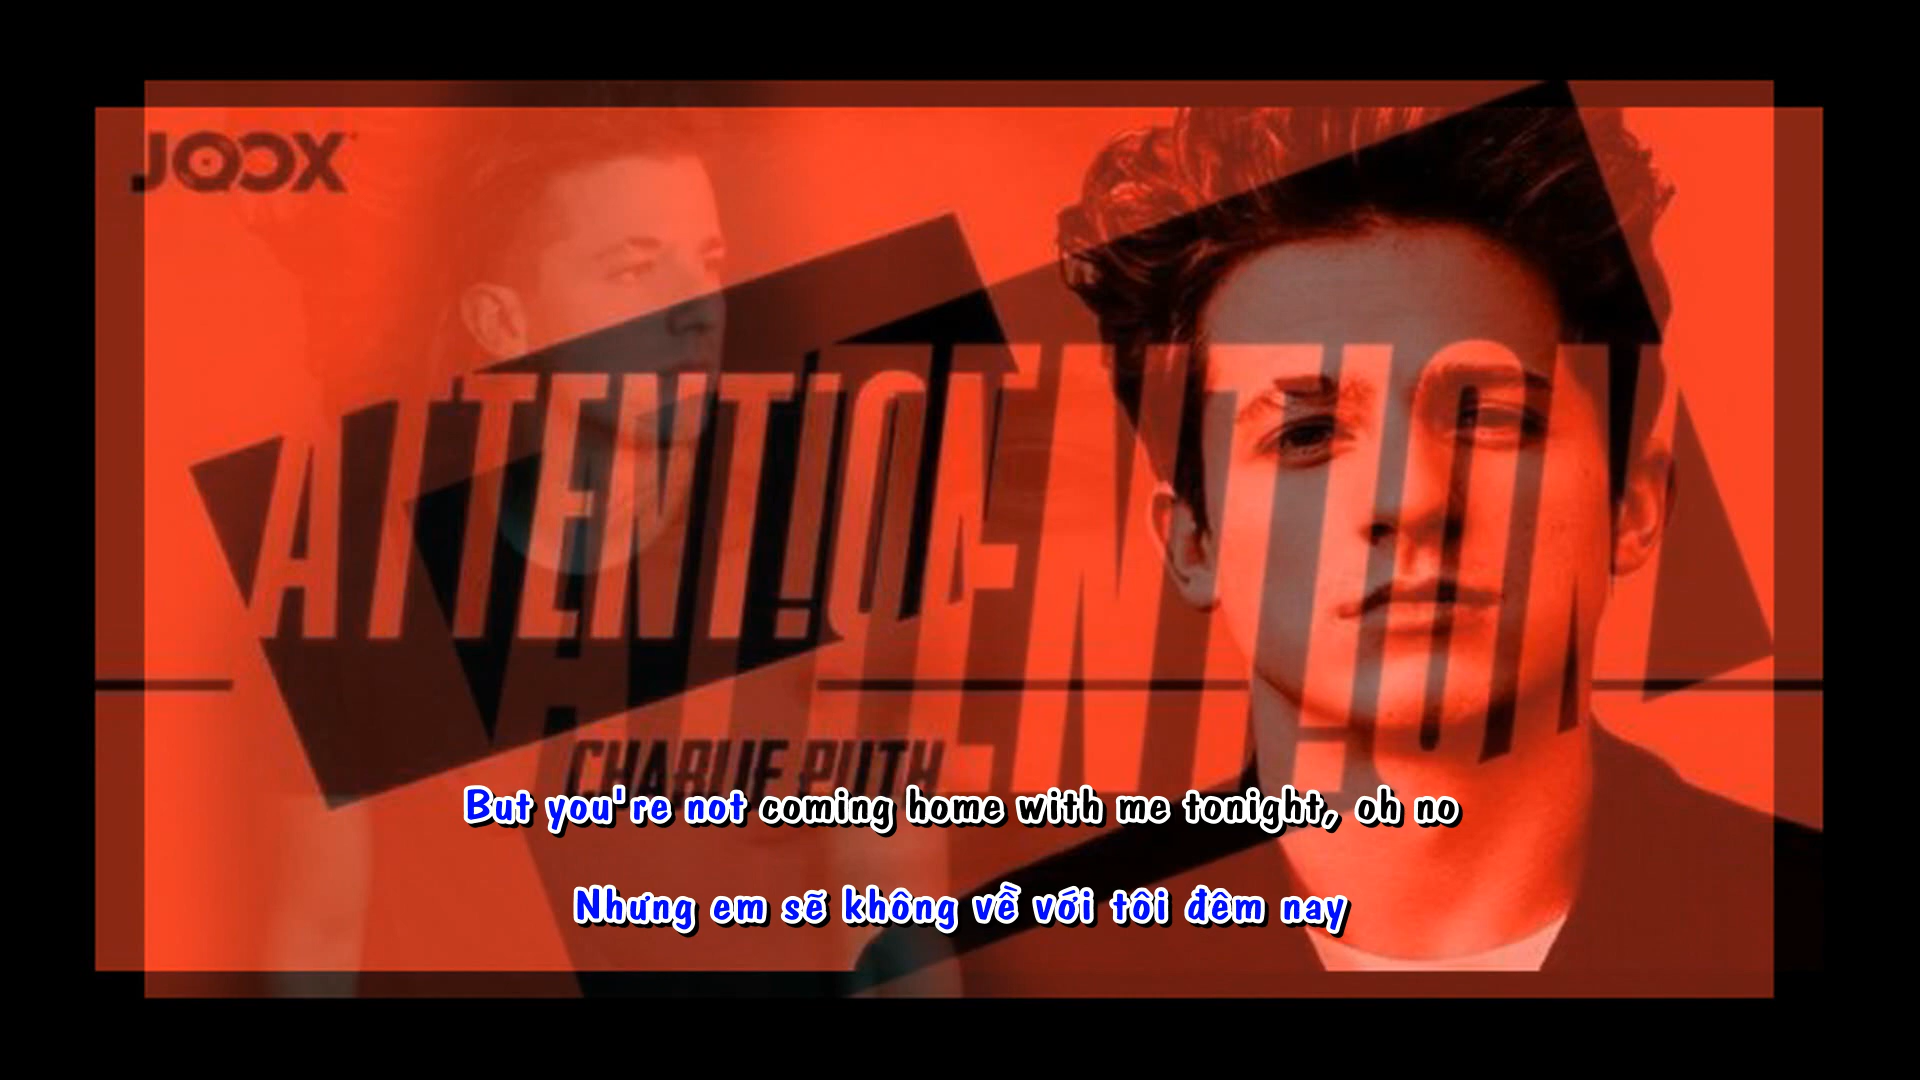 JOOX
ATTENTION
ATTENTION
CHARLIE PUTH
But you're not coming home with me tonight, oh no
Nhưng em sẽ không về với tôi đêm nay